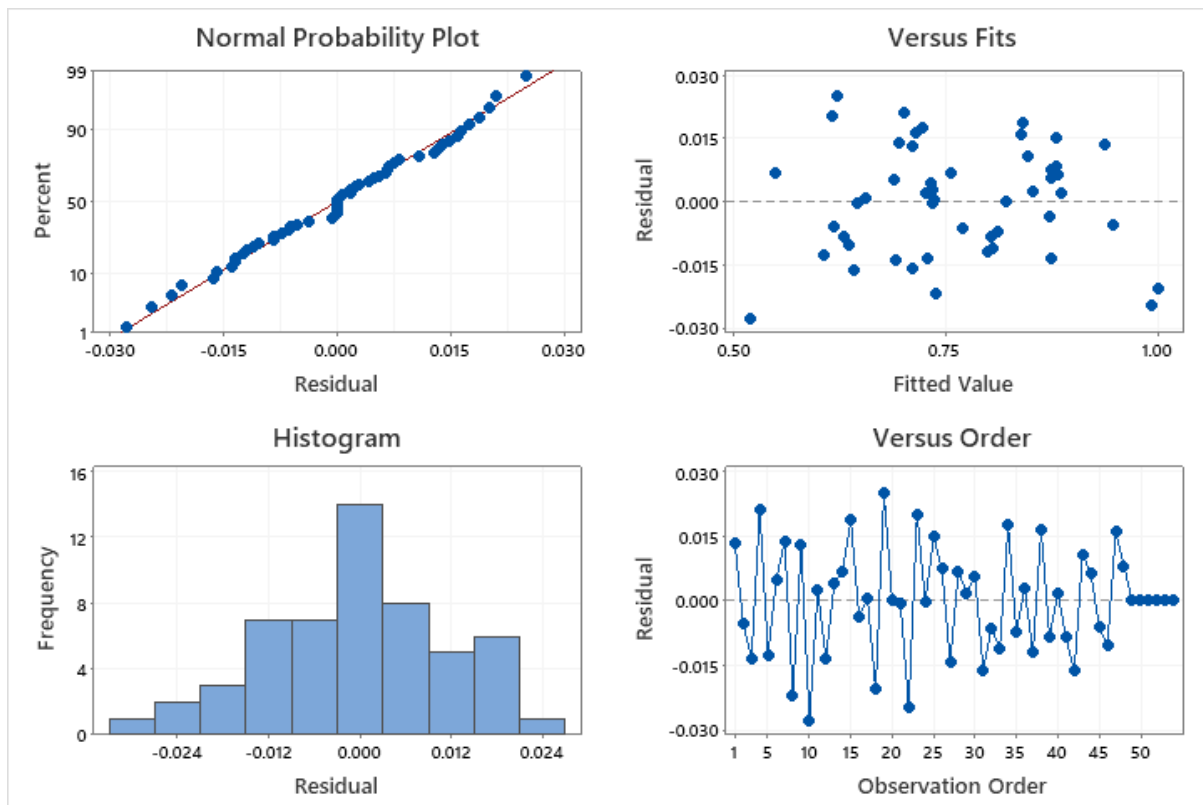 Normal Probability Plot
99
90
50
10
1
Percent
-0.030 -0.015 0.000 0.015 0.030
Residual
Versus Fits
0.030
0.015
0.000
-0.015
-0.030
Residual
0.50 0.75 1.00
Fitted Value
Histogram
16
12
8
4
0
Frequency
-0.024 -0.012 0.000 0.012 0.024
Residual
Versus Order
0.030
0.015
0.000
-0.015
-0.030
Residual
1 5 10 15 20 25 30 35 40 45 50
Observation Order